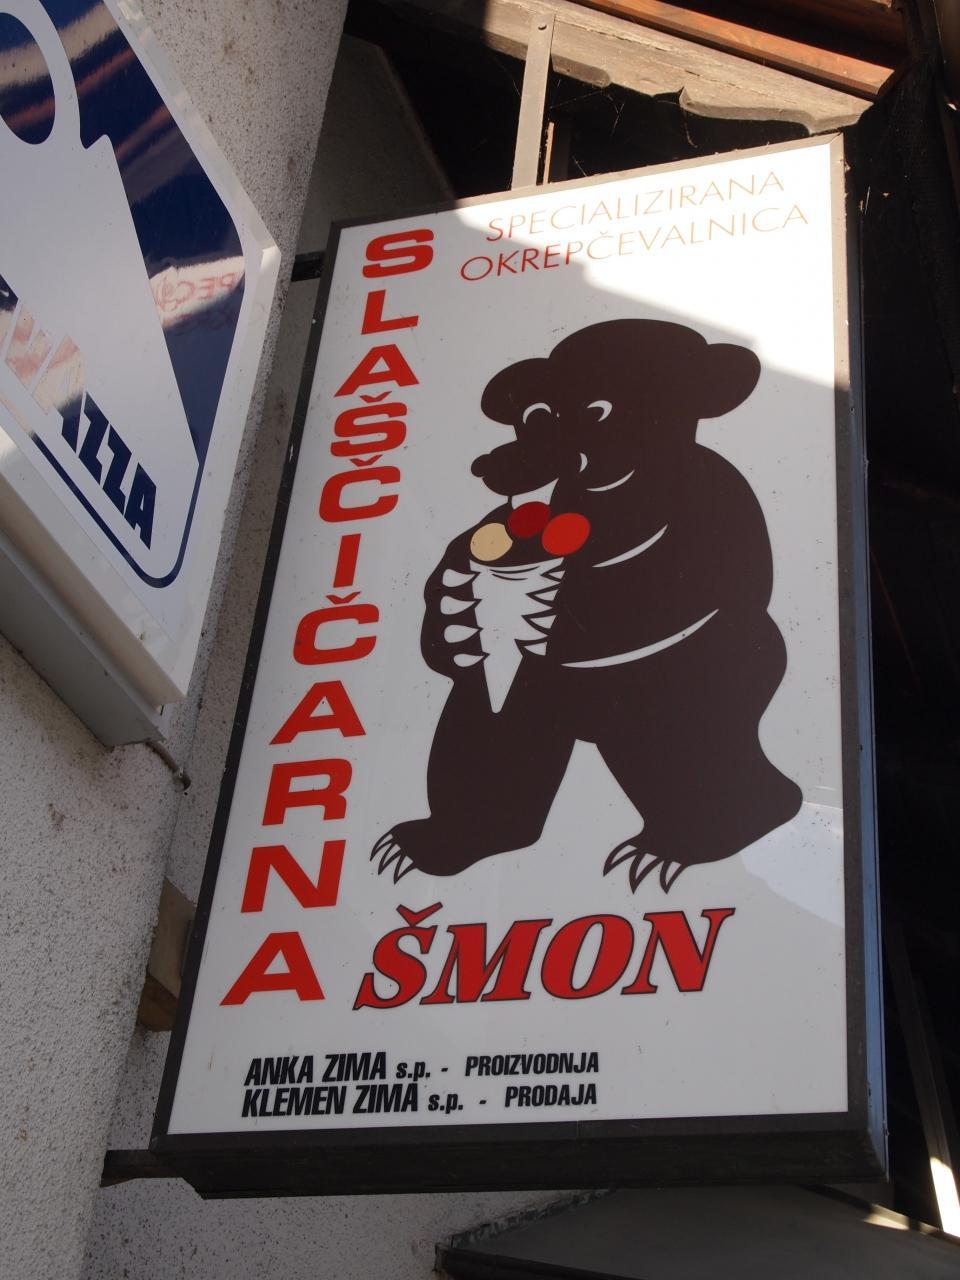 SPECIALIZIRANA
OKREPČEVALNICA
SLAŠČIČARNA
ŠMON
ANKA ZIMA s.p. - PROIZVODNJA
KLEMEN ZIMA s.p. - PRODAJA